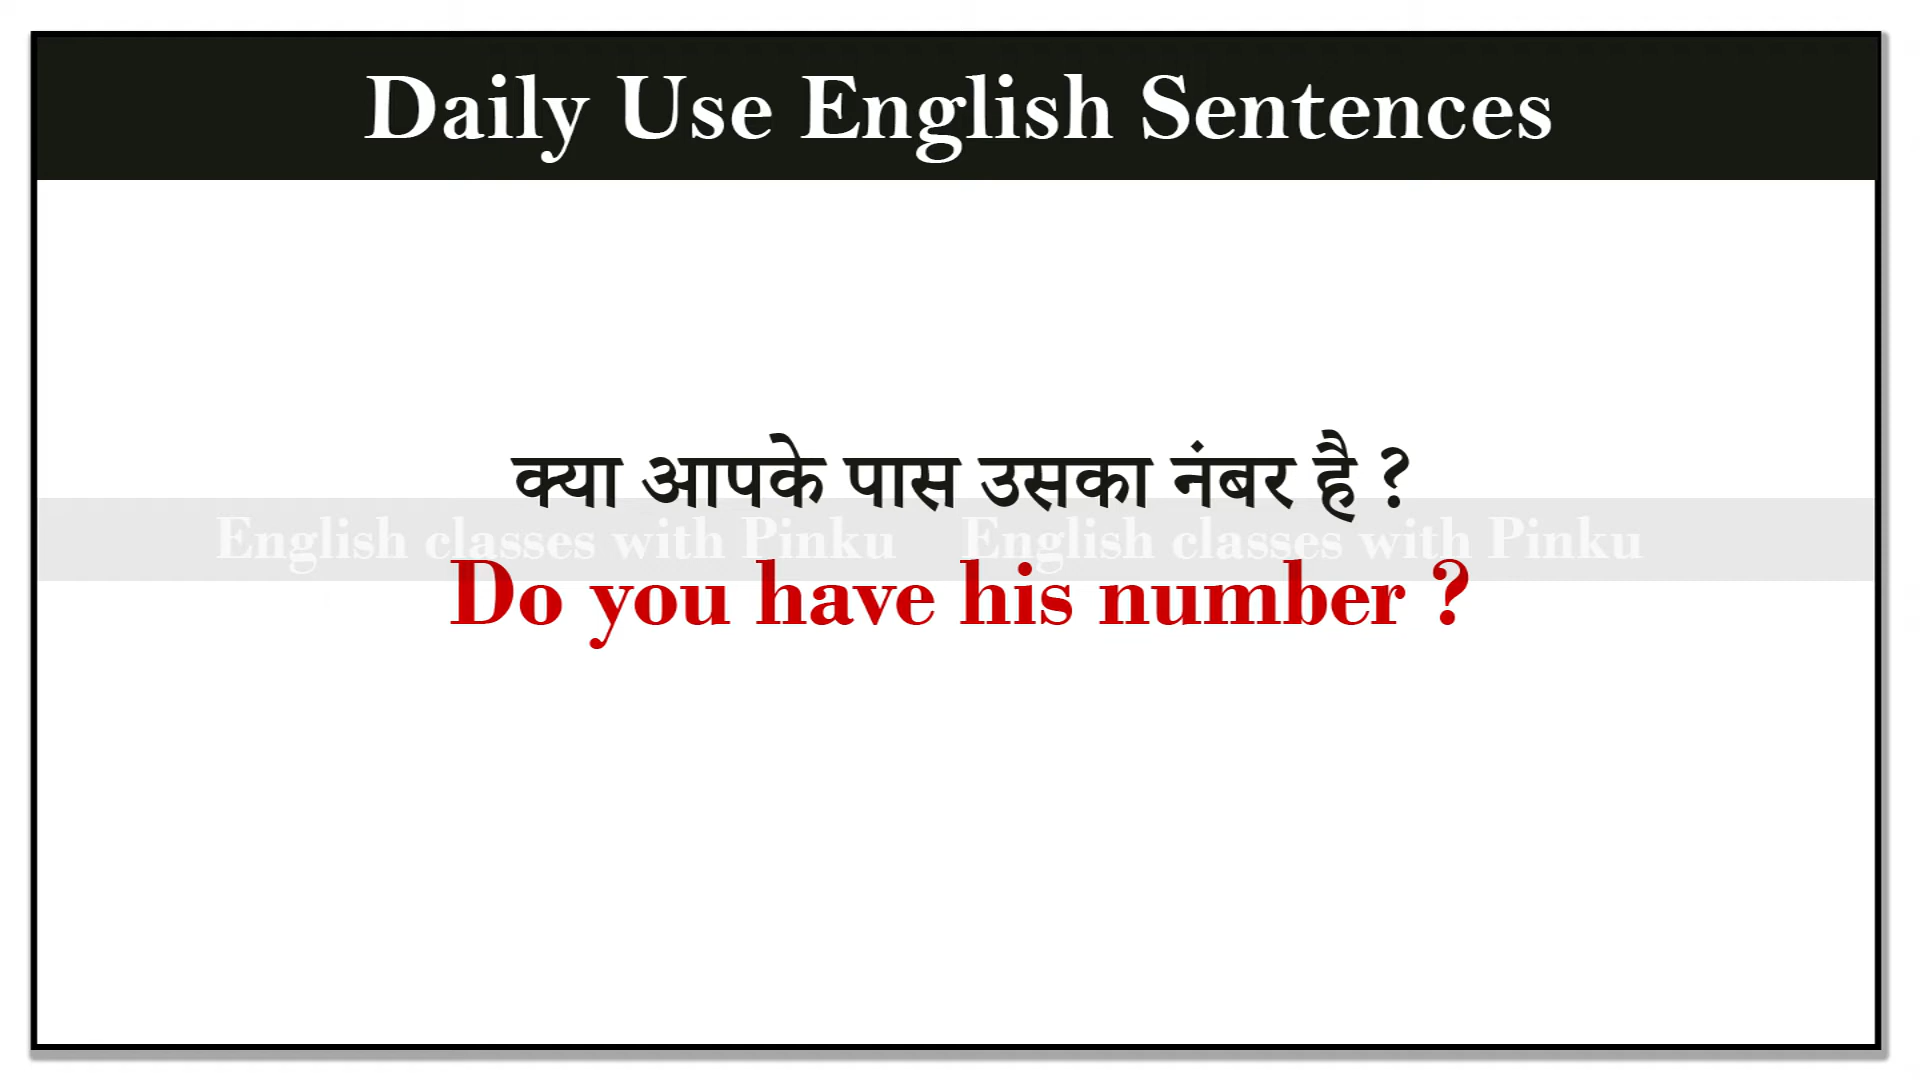 Daily Use English Sentences
क्या आपके पास उसका नंबर है ?
English classes with Pinku English classes with Pinku
Do you have his number ?